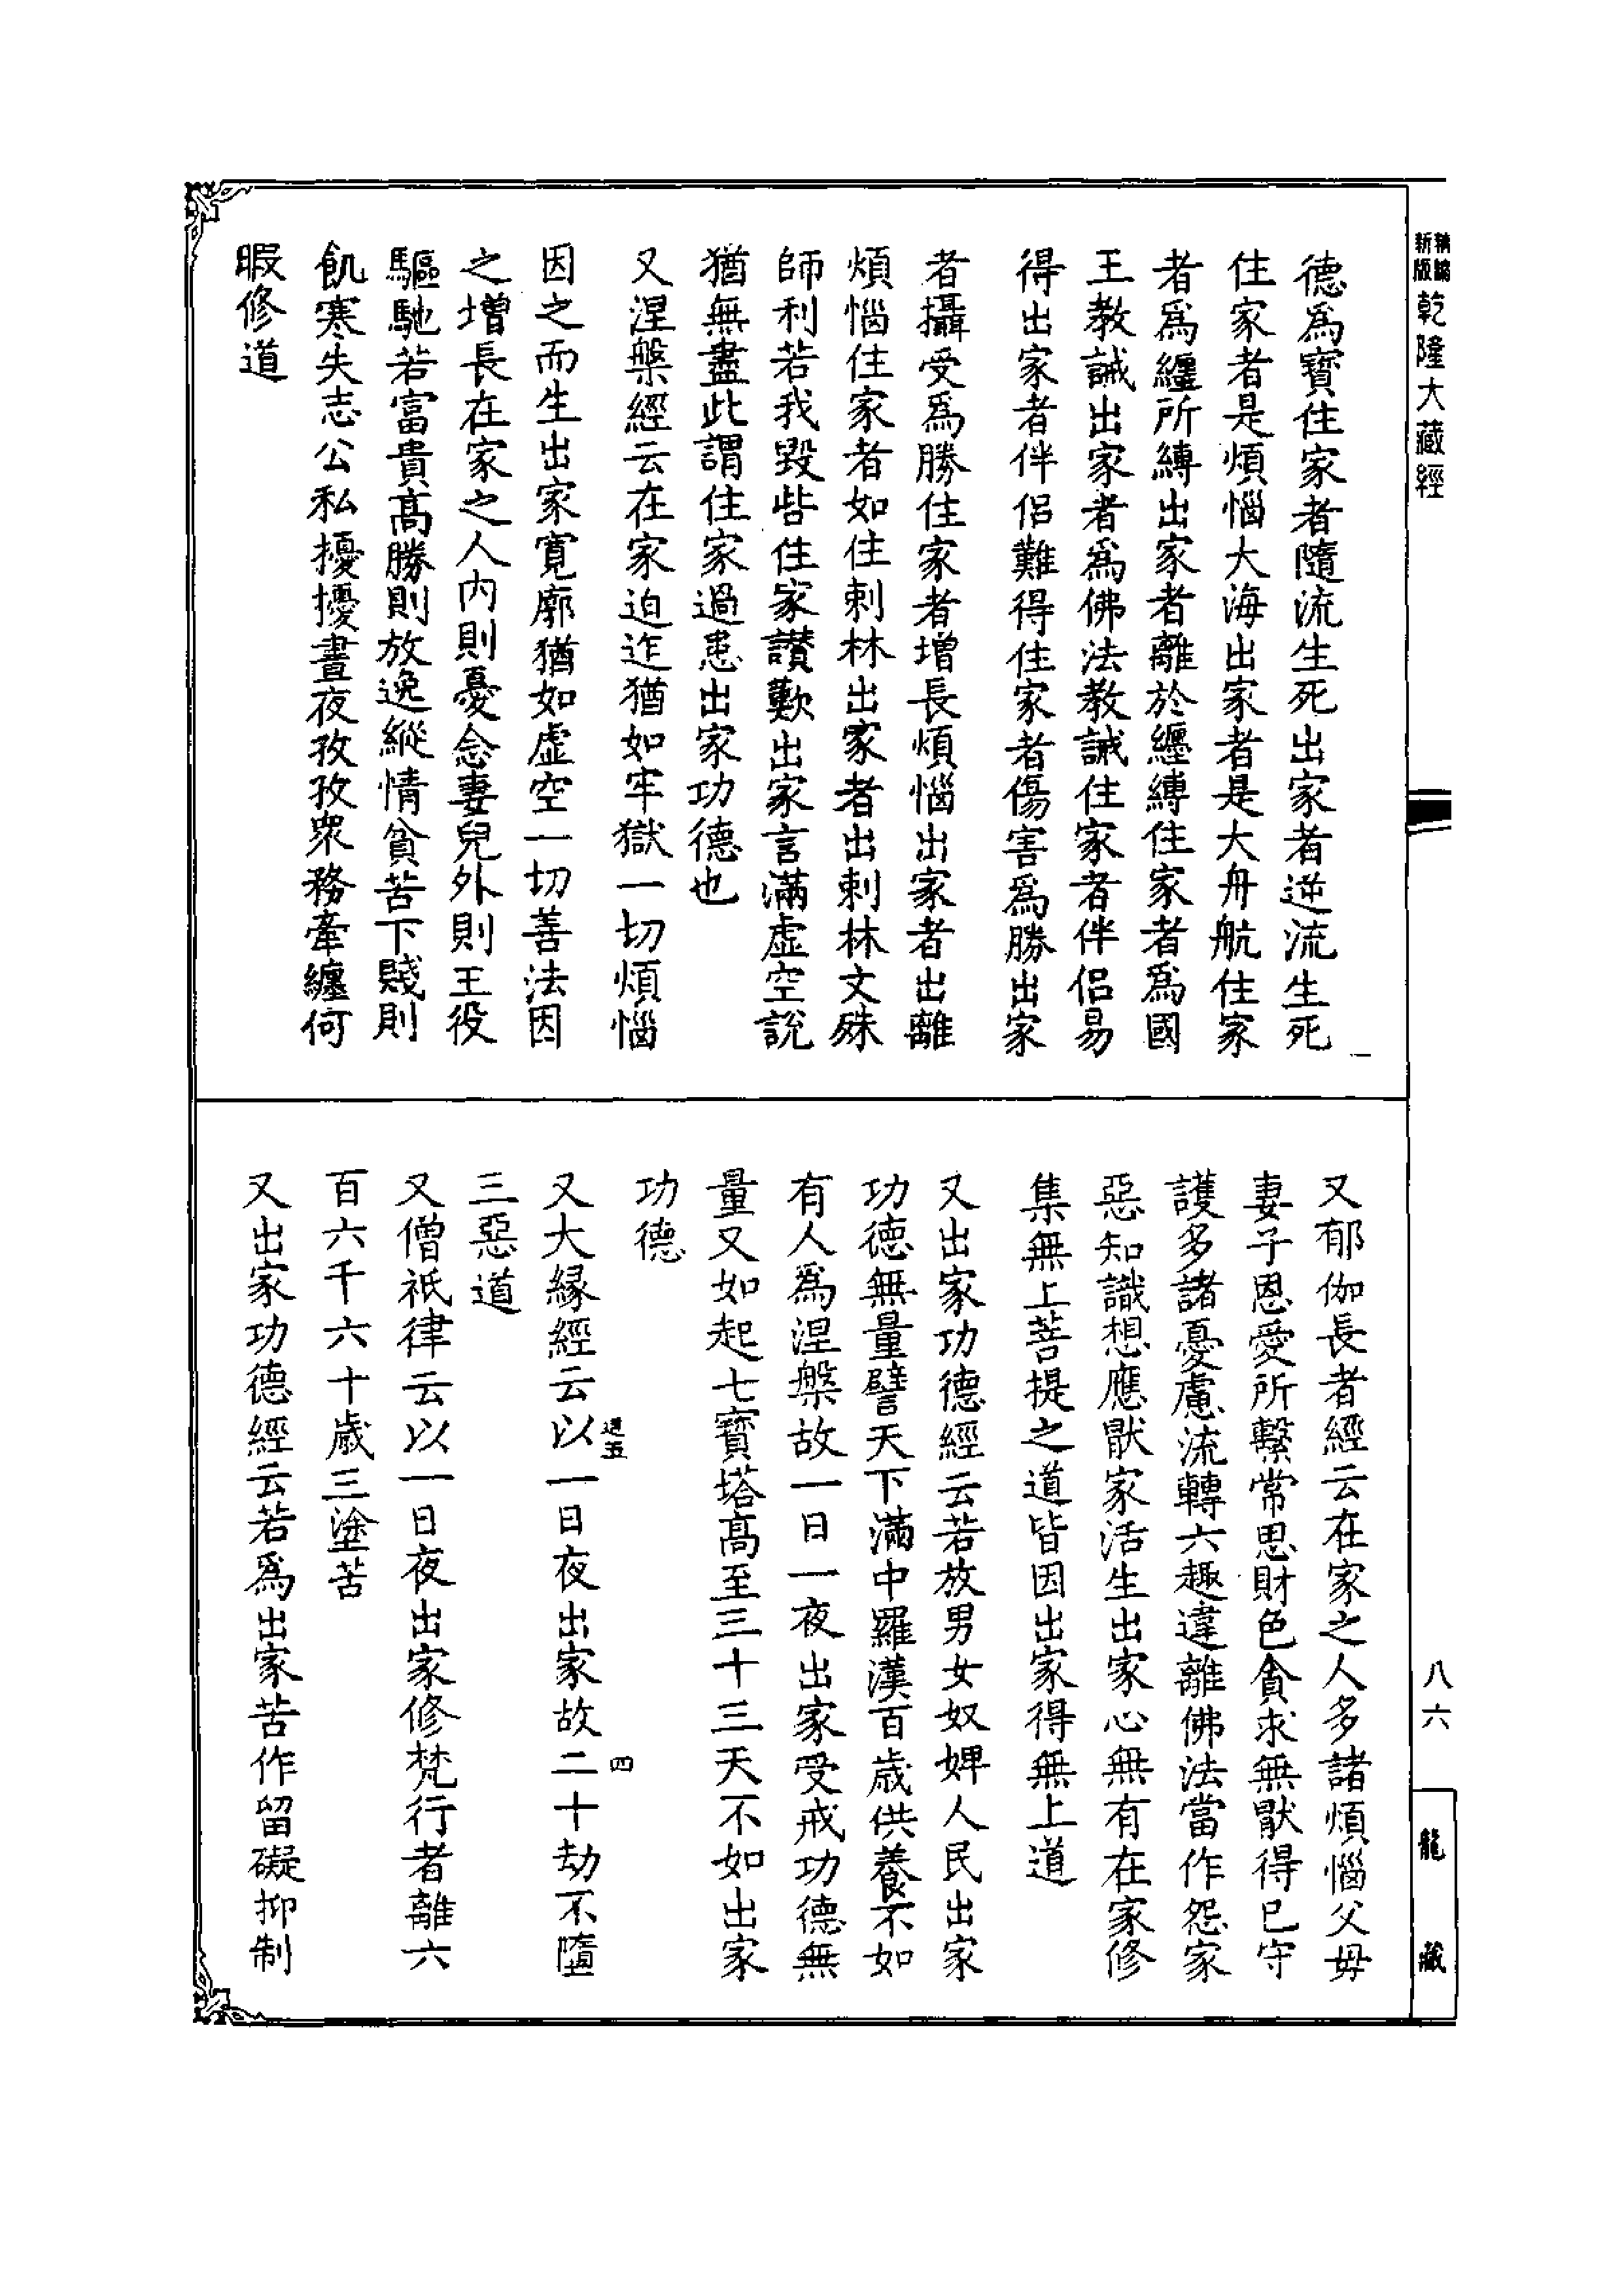 新編
新版
乾隆大藏經
德為寶住家者隨流生死出家者逆流生死
住家者是煩惱大海出家者是大舟航住家
者為纏所縛出家者離於纏縛住家者為國
王教誡出家者為佛法教誡住家者伴侶易
得出家者伴侶難得住家者傷害為勝出家
者攝受為勝住家者增長煩惱出家者出離
煩惱住家者如住剌林出家者出剌林文殊
師利若我毀呰住家讚歎出家言滿虛空說
猶無盡此謂住家過患出家功德也
又涅槃經云在家迫迮猶如牢獄一切煩惱
因之而生出家寬廓猶如虛空一切善法因
之增長在家之人內則憂念妻兒外則王役
驅馳若富貴高勝則放逸縱情貧苦下賤則
飢寒失志公私擾擾晝夜孜孜眾務牽纏何
暇修道
又郁伽長者經云在家之人多諸煩惱父母
妻子恩愛所繫常思財色貪求無猒得已守
護多諸憂慮流轉六趣違離佛法當作怨家
惡知識想應猒家活生出家心無有在家修
集無上菩提之道皆因出家得無上道
又出家功德經云若放男女奴婢人民出家
功德無量譬天下滿中羅漢百歲供養不如
有人為涅槃故一日一夜出家受戒功德無
量又如起七寶塔高至三十三天不如出家
功德
四
又大緣經云以一日夜出家故二十劫不墮
三惡道
又僧祇律云以一日夜出家修梵行者離六
百六千六十歲三塗苦
又出家功德經云若為出家苦作留礙抑制
八六
龍藏